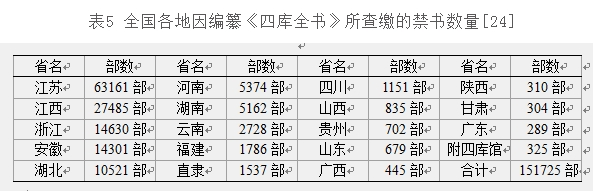 表5 全国各地因编纂《四库全书》所查缴的禁书数量[24]
省名 部数 省名 部数 省名 部数 省名 部数
江苏 63161 部 河南 5374 部 四川 1151 部 陕西 310 部
江西 27485 部 湖南 5162 部 山西 835 部 甘肃 304 部
浙江 14630 部 云南 2728 部 贵州 702 部 广东 289 部
安徽 14301 部 福建 1786 部 山东 679 部 附四库馆 325 部
湖北 10521 部 直隶 1537 部 广西 445 部 合计 151725 部